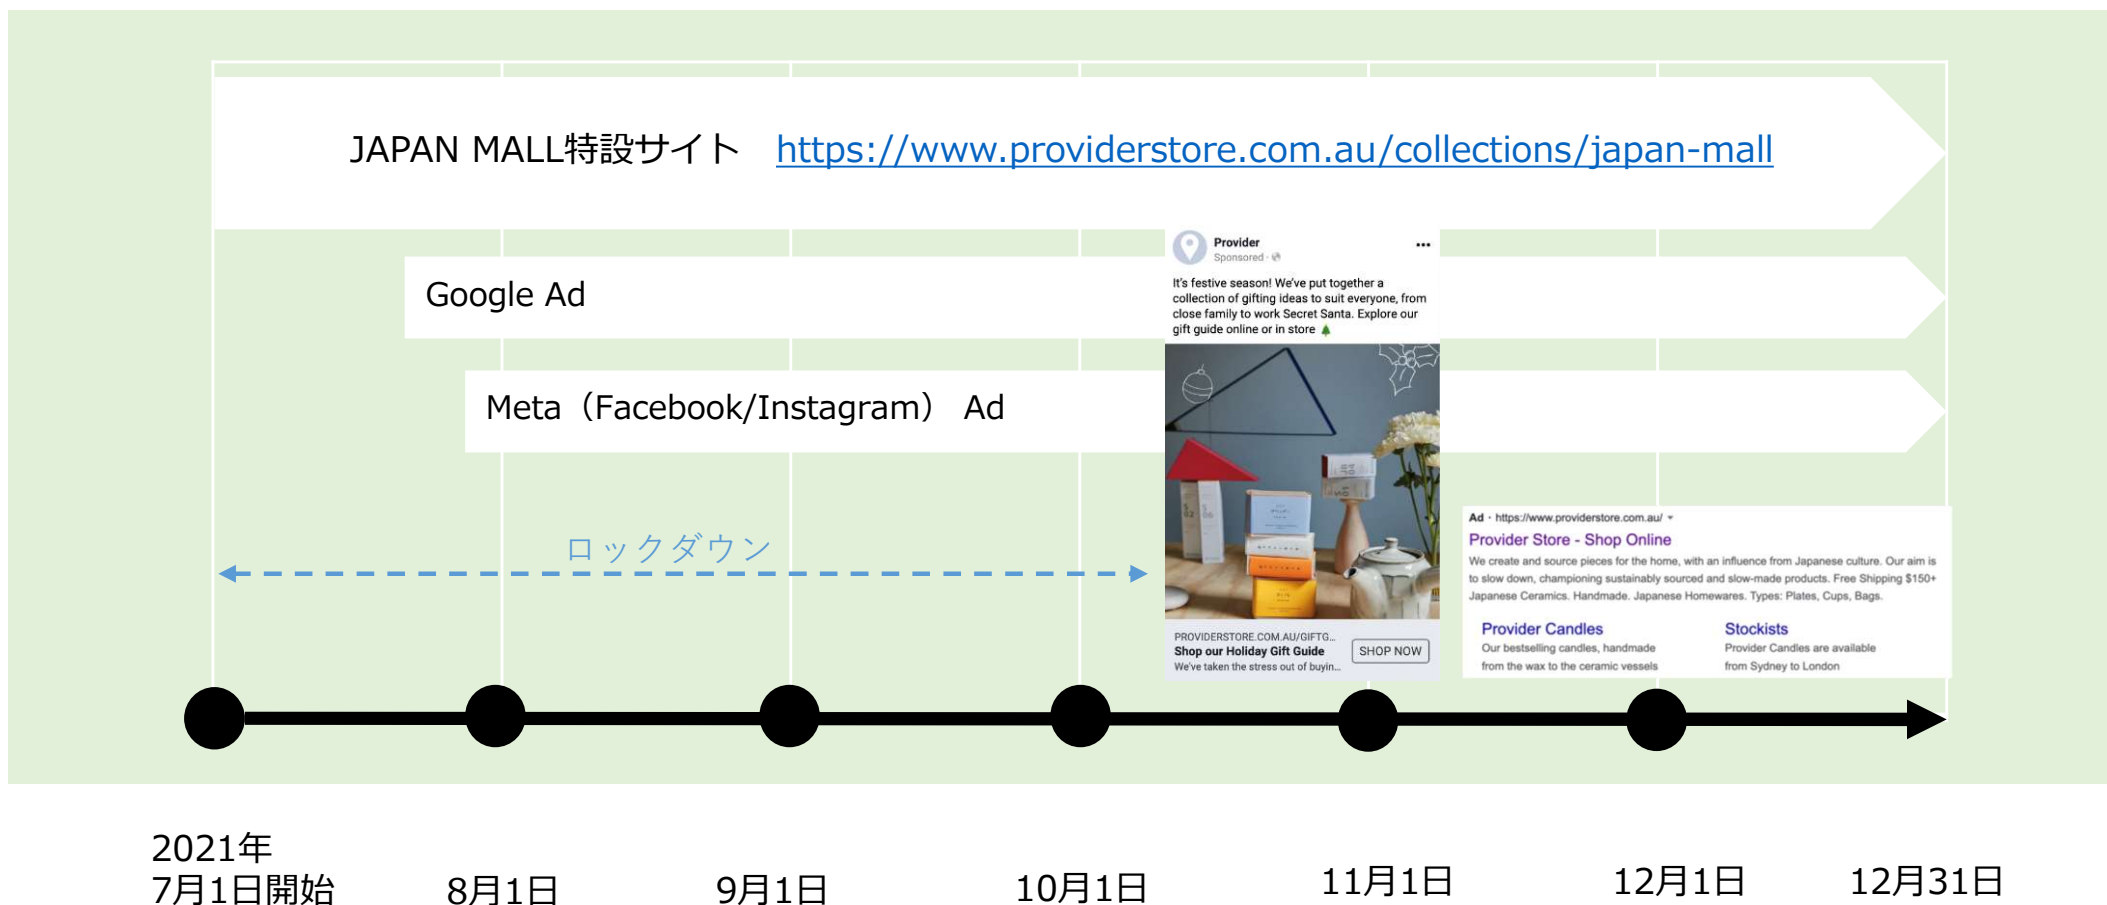 JAPAN MALL特設サイト https://www.providerstore.com.au/collections/japan-mall
Google Ad
Meta（Facebook/Instagram） Ad
ロックダウン
Provider
Sponsored ·
It's festive season! We've put together a
collection of gifting ideas to suit everyone, from
close family to work Secret Santa. Explore our
gift guide online or in store
PROVIDERSTORE.COM.AU/GIFTG...
Shop our Holiday Gift Guide
We've taken the stress out of buyin...
SHOP NOW
Ad · https://www.providerstore.com.au/
Provider Store - Shop Online
We create and source pieces for the home, with an influence from Japanese culture. Our aim is
to slow down, championing sustainably sourced and slow-made products. Free Shipping $150+
Japanese Ceramics. Handmade. Japanese Homewares. Types: Plates, Cups, Bags.
Provider Candles
Our bestselling candles, handmade
from the wax to the ceramic vessels
Stockists
Provider Candles are available
from Sydney to London
2021年
7月1日開始
8月1日
9月1日
10月1日
11月1日
12月1日
12月31日